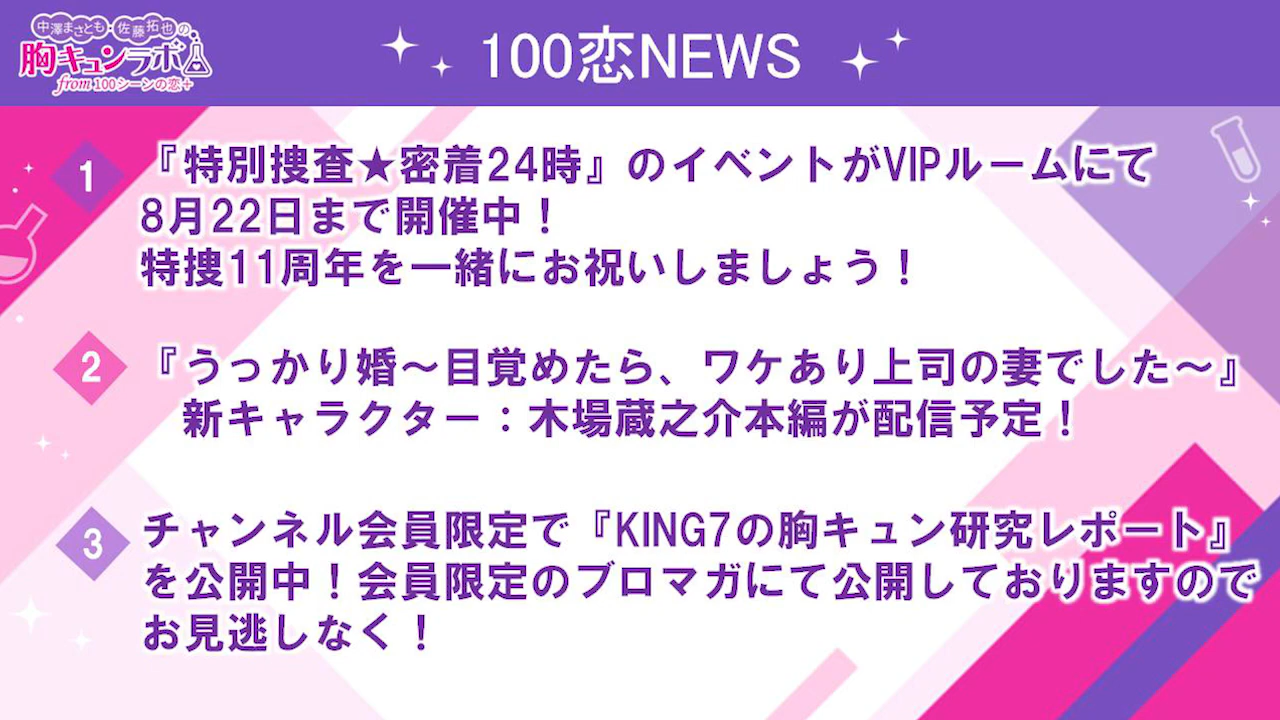 中澤まさとも・佐藤拓也の
胸キュンラボ
from 100シーンの恋+
100恋NEWS
1
『特別捜査★密着24時』のイベントがVIPルームにて
8月22日まで開催中！
特捜11周年を一緒にお祝いしましょう！
2
『うっかり婚～目覚めたら、ワケあり上司の妻でした～』
新キャラクター：木場蔵之介本編が配信予定！
3
チャンネル会員限定で『KING7の胸キュン研究レポート』
を公開中！会員限定のブロマガにて公開しておりますので
お見逃しなく！